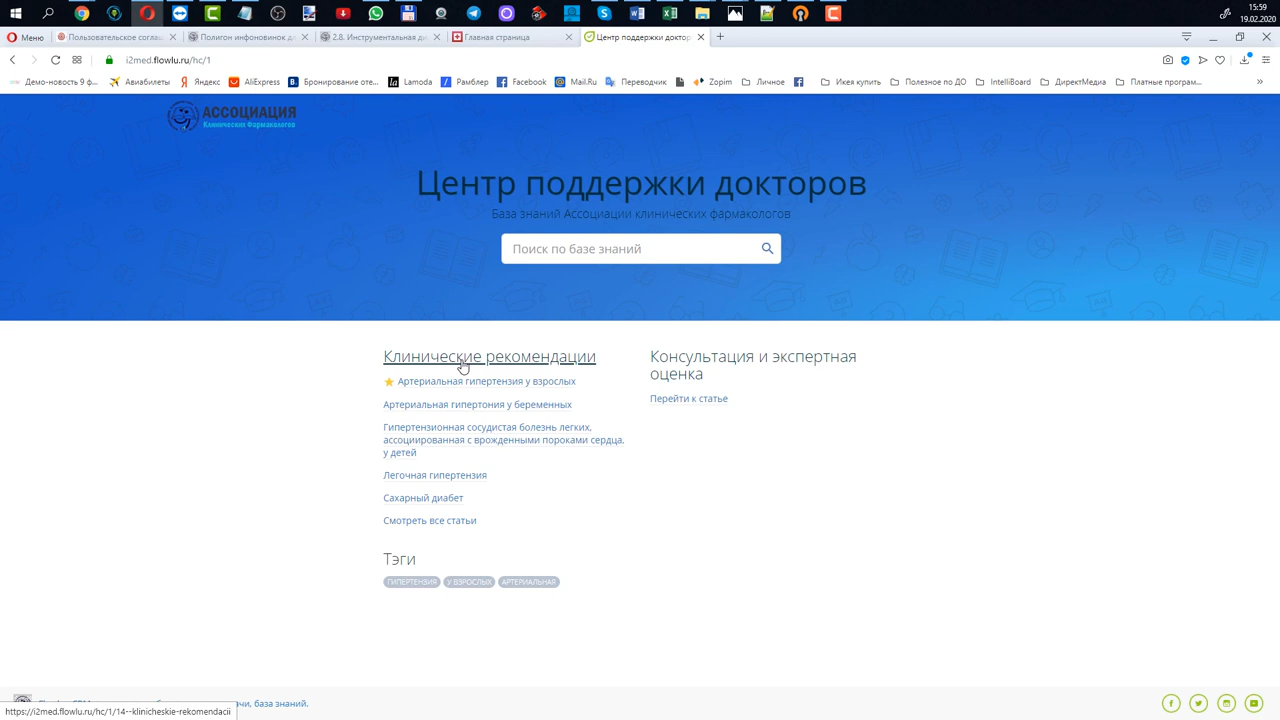 15:59
19.02.2020
Меню
Пользовательское соглаш
Полигон инфоновинок д
2.8. Инструментальная ди
Главная страница
Центр поддержки доктор
i2med.flowlu.ru/hc/1
Демо-новость 9 ф...
Авиабилеты
Яндекс
AliExpress
Бронирование оте...
Lamoda
Рамблер
Facebook
Mail.Ru
Переводчик
Zopim
Личное
Икея купить
Полезное по ДО
IntelliBoard
ДиректМедиа
Платные програм...
АССОЦИАЦИЯ
Клинических Фармакологов
Центр поддержки докторов
База знаний Ассоциации клинических фармакологов
Поиск по базе знаний
Клинические рекомендации
Артериальная гипертензия у взрослых
Артериальная гипертония у беременных
Гипертензионная сосудистая болезнь легких,
ассоциированная с врожденными пороками сердца,
у детей
Легочная гипертензия
Сахарный диабет
Смотреть все статьи
Консультация и экспертная
оценка
Перейти к статье
Тэги
ГИПЕРТЕНЗИЯ У ВЗРОСЛЫХ АРТЕРИАЛЬНАЯ
ачи, база знаний.
https://i2med.flowlu.ru/hc/1/14--klinicheskie-rekomendacii